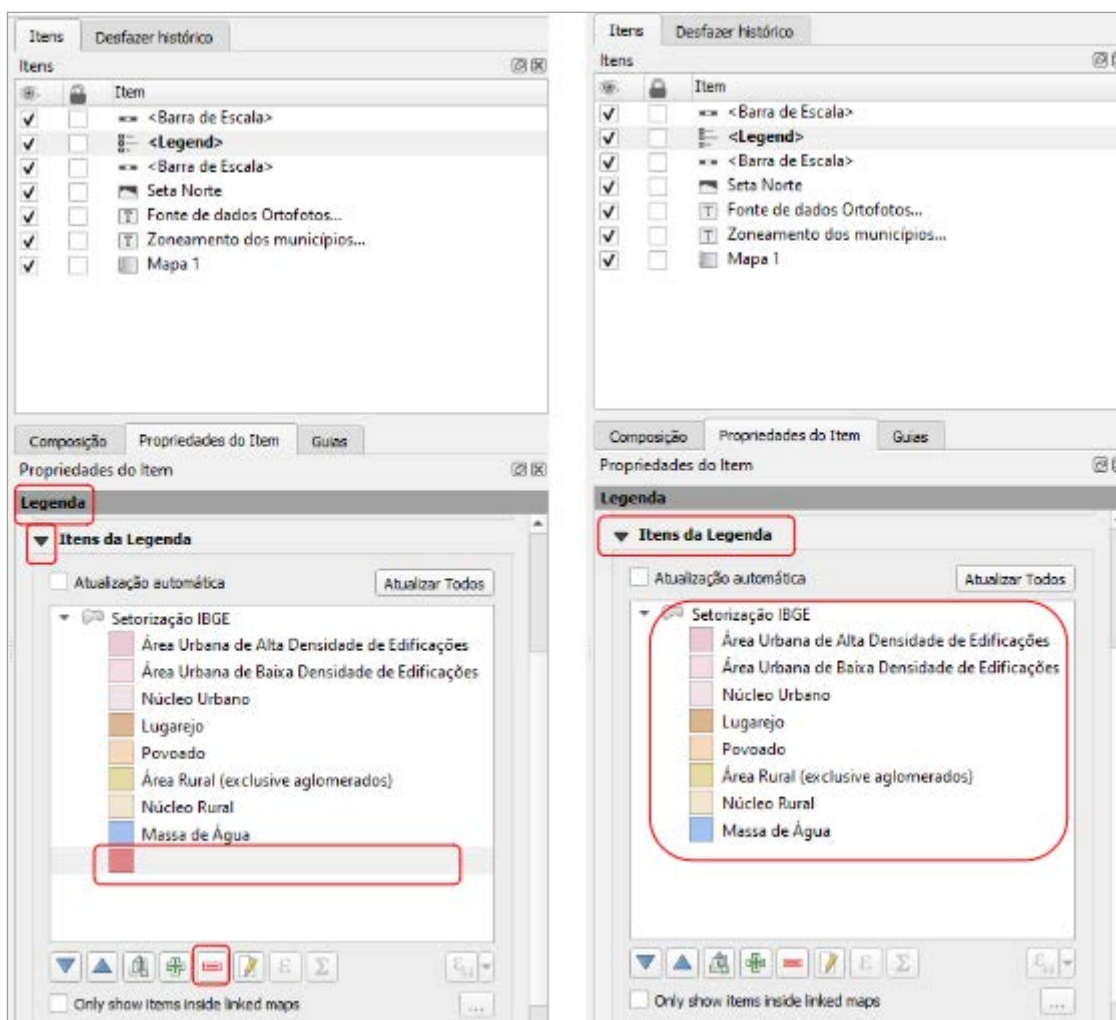 Itens Desfazer histórico
Itens
Item
<Barra de Escala>
<Legend>
<Barra de Escala>
Seta Norte
T Fonte de dados Ortofotos...
T Zoneamento dos municípios...
Mapa 1
Composição Propriedades do Item Guias
Propriedades do Item
Legenda
Itens da Legenda
Atualização automática Atualizar Todos
Setorização IBGE
Área Urbana de Alta Densidade de Edificações
Área Urbana de Baixa Densidade de Edificações
Núcleo Urbano
Lugarejo
Povoado
Área Rural (exclusive aglomerados)
Núcleo Rural
Massa de Água
ε Σ
Only show items inside linked maps ...
Itens Desfazer histórico
Itens
Item
<Barra de Escala>
<Legend>
<Barra de Escala>
Seta Norte
T Fonte de dados Ortofotos...
T Zoneamento dos municípios...
Mapa 1
Composição Propriedades do Item Guias
Propriedades do Item
Legenda
Itens da Legenda
Atualização automática Atualizar Todos
Setorização IBGE
Área Urbana de Alta Densidade de Edificações
Área Urbana de Baixa Densidade de Edificações
Núcleo Urbano
Lugarejo
Povoado
Área Rural (exclusive aglomerados)
Núcleo Rural
Massa de Água
ε Σ
Only show items inside linked maps ...